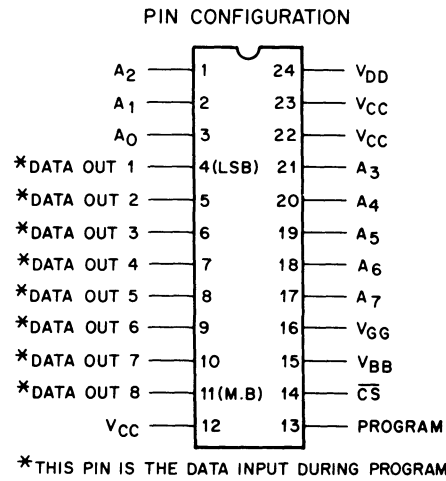 PIN CONFIGURATION
A2 1 24 VDD
A1 2 23 VCC
A0 3 22 VCC
*DATA OUT 1 4(LSB) 21 A3
*DATA OUT 2 5 20 A4
*DATA OUT 3 6 19 A5
*DATA OUT 4 7 18 A6
*DATA OUT 5 8 17 A7
*DATA OUT 6 9 16 VGG
*DATA OUT 7 10 15 VBB
*DATA OUT 8 11(M.B) 14 C̅S̅
VCC 12 13 PROGRAM
*THIS PIN IS THE DATA INPUT DURING PROGRAM